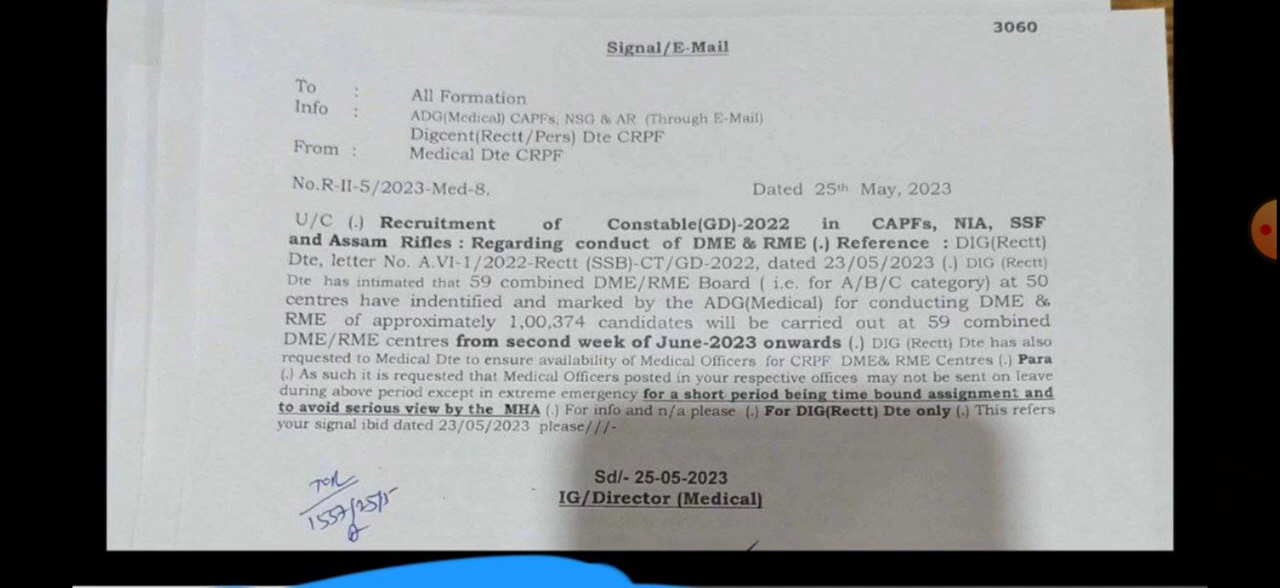 3060
Signal/E-Mail
To : All Formation
Info : ADG(Medical) CAPFs, NSG & AR (Through E-Mail)
Digcent(Rectt/Pers) Dte CRPF
From : Medical Dte CRPF
No.R-II-5/2023-Med-8. Dated 25th May, 2023
U/C (.) Recruitment of Constable(GD)-2022 in CAPFs, NIA, SSF
and Assam Rifles : Regarding conduct of DME & RME (.) Reference : DIG(Rectt)
Dte, letter No. A.VI-1/2022-Rectt (SSB)-CT/GD-2022, dated 23/05/2023 (.) DIG (Rectt)
Dte has intimated that 59 combined DME/RME Board ( i.e. for A/B/C category) at 50
centres have indentified and marked by the ADG(Medical) for conducting DME &
RME of approximately 1,00,374 candidates will be carried out at 59 combined
DME/RME centres from second week of June-2023 onwards (.) DIG (Rectt) Dte has also
requested to Medical Dte to ensure availability of Medical Officers for CRPF DME& RME Centres (.) Para
(.) As such it is requested that Medical Officers posted in your respective offices may not be sent on leave
during above period except in extreme emergency for a short period being time bound assignment and
to avoid serious view by the MHA (.) For info and n/a please (.) For DIG(Rectt) Dte only (.) This refers
your signal ibid dated 23/05/2023 please///-
Sd/- 25-05-2023
IG/Director (Medical)
TOR
1557/25/5